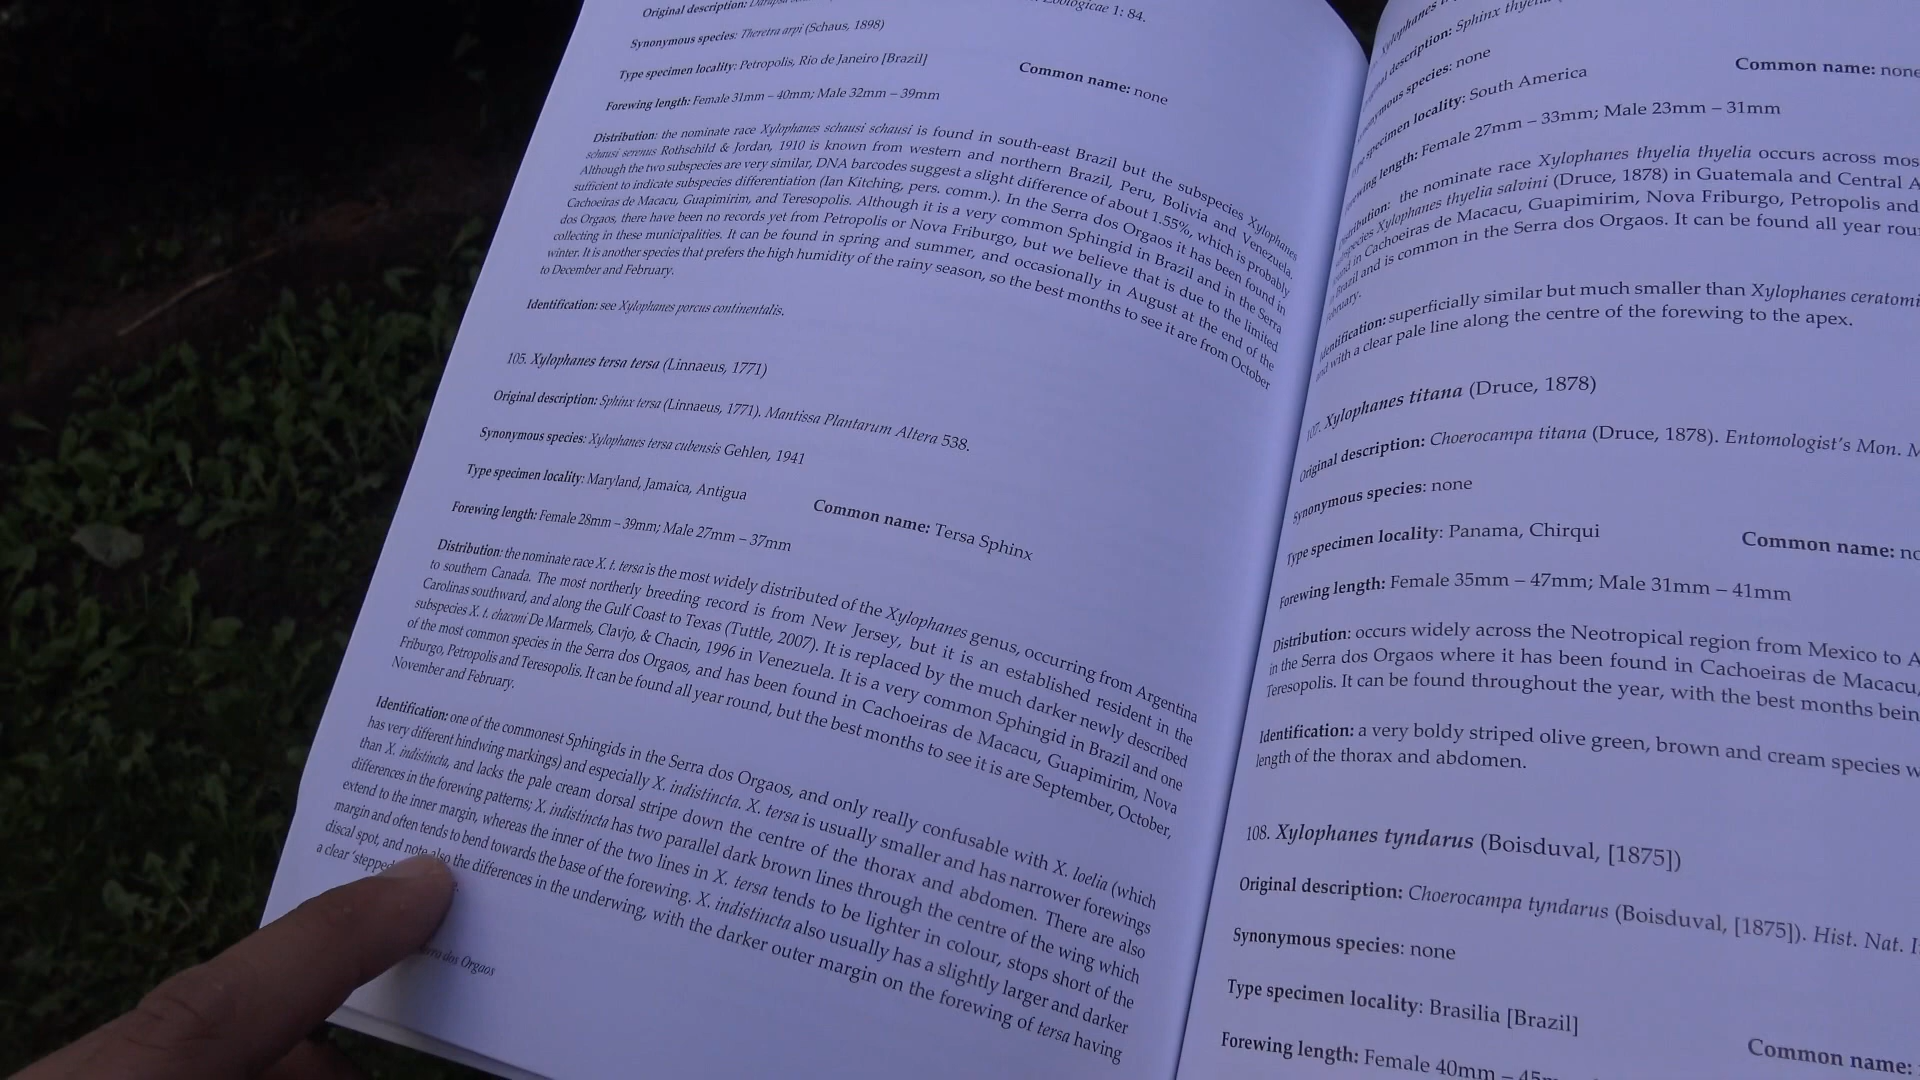 Original description:
Zoologicae 1: 84.
Synonymous species: Theretra arpi (Schaus, 1898)
Type specimen locality: Petropolis, Rio de Janeiro [Brazil]
Common name: none
Forewing length: Female 31mm – 40mm; Male 32mm – 39mm
Distribution: the nominate race Xylophanes schausi schausi is found in south-east Brazil but the subspecies Xylophanes
schausi serenus Rothschild & Jordan, 1910 is known from western and northern Brazil, Peru, Bolivia and Venezuela.
Although the two subspecies are very similar, DNA barcodes suggest a slight difference of about 1.55%, which is probably
sufficient to indicate subspecies differentiation (Ian Kitching, pers. comm.). In the Serra dos Orgaos it has been found in
Cachoeiras de Macacu, Guapimirim, and Teresopolis. Although it is a very common Sphingid in Brazil and in the Serra
dos Orgaos, there have been no records yet from Petropolis or Nova Friburgo, but we believe that is due to the limited
collecting in these municipalities. It can be found in spring and summer, and occasionally in August at the end of the
winter. It is another species that prefers the high humidity of the rainy season, so the best months to see it are from October
to December and February.
Identification: see Xylophanes porcus continentalis.
105. Xylophanes tersa tersa (Linnaeus, 1771)
Original description: Sphinx tersa (Linnaeus, 1771). Mantissa Plantarum Altera 538.
Synonymous species: Xylophanes tersa cubensis Gehlen, 1941
Type specimen locality: Maryland, Jamaica, Antigua
Common name: Tersa Sphinx
Forewing length: Female 28mm – 39mm; Male 27mm – 37mm
Distribution: the nominate race X. t. tersa is the most widely distributed of the Xylophanes genus, occurring from Argentina
to southern Canada. The most northerly breeding record is from New Jersey, but it is an established resident in the
Carolinas southward, and along the Gulf Coast to Texas (Tuttle, 2007). It is replaced by the much darker newly described
subspecies X. t. chaconi De Marmels, Clavjo, & Chacin, 1996 in Venezuela. It is a very common Sphingid in Brazil and one
of the most common species in the Serra dos Orgaos, and has been found in Cachoeiras de Macacu, Guapimirim, Nova
Friburgo, Petropolis and Teresopolis. It can be found all year round, but the best months to see it are September, October,
November and February.
Identification: one of the commonest Sphingids in the Serra dos Orgaos, and only really confusable with X. loelia (which
has very different hindwing markings) and especially X. indistincta. X. tersa is usually smaller and has narrower forewings
than X. indistincta, and lacks the pale cream dorsal stripe down the centre of the thorax and abdomen. There are also
differences in the forewing patterns; X. indistincta has two parallel dark brown lines through the centre of the wing which
extend to the inner margin, whereas the inner of the two lines in X. tersa tends to be lighter in colour, stops short of the
margin and often tends to bend towards the base of the forewing. X. indistincta also usually has a slightly larger and darker
discal spot, and note also the differences in the underwing, with the darker outer margin on the forewing of tersa having
a clear 'stepped
dos Orgaos
Xylophanes
description: Sphinx
species: none
specimen locality: South America
Common name: none
length: Female 27mm – 33mm; Male 23mm – 31mm
the nominate race Xylophanes thyelia thyelia occurs across
Xylophanes thyelia salvini (Druce, 1878) in Guatemala and Central
in Cachoeiras de Macacu, Guapimirim, Nova Friburgo, Petropolis and
Brazil and is common in the Serra dos Orgaos. It can be found all year
superficially similar but much smaller than Xylophanes
and with a clear pale line along the centre of the forewing to the apex.
107. Xylophanes titana (Druce, 1878)
Original description: Choerocampa titana (Druce, 1878). Entomologist's Mon.
Synonymous species: none
Type specimen locality: Panama, Chirqui
Common name:
Forewing length: Female 35mm – 47mm; Male 31mm – 41mm
Distribution: occurs widely across the Neotropical region from Mexico to
in the Serra dos Orgaos where it has been found in Cachoeiras de Macacu,
Teresopolis. It can be found throughout the year, with the best months
Identification: a very boldy striped olive green, brown and cream species
length of the thorax and abdomen.
108. Xylophanes tyndarus (Boisduval, [1875])
Original description: Choerocampa tyndarus (Boisduval, [1875]). Hist. Nat.
Synonymous species: none
Type specimen locality: Brasilia [Brazil]
Common name:
Forewing length: Female 40mm –